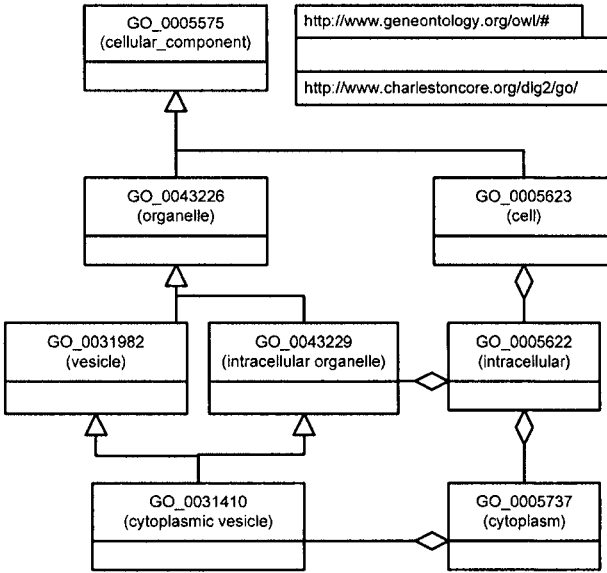 GO_0005575
(cellular_component)
http://www.geneontology.org/owl/#
http://www.charlestoncore.org/dlg2/go/
GO_0043226
(organelle)
GO_0005623
(cell)
GO_0031982
(vesicle)
GO_0043229
(intracellular organelle)
GO_0005622
(intracellular)
GO_0031410
(cytoplasmic vesicle)
GO_0005737
(cytoplasm)